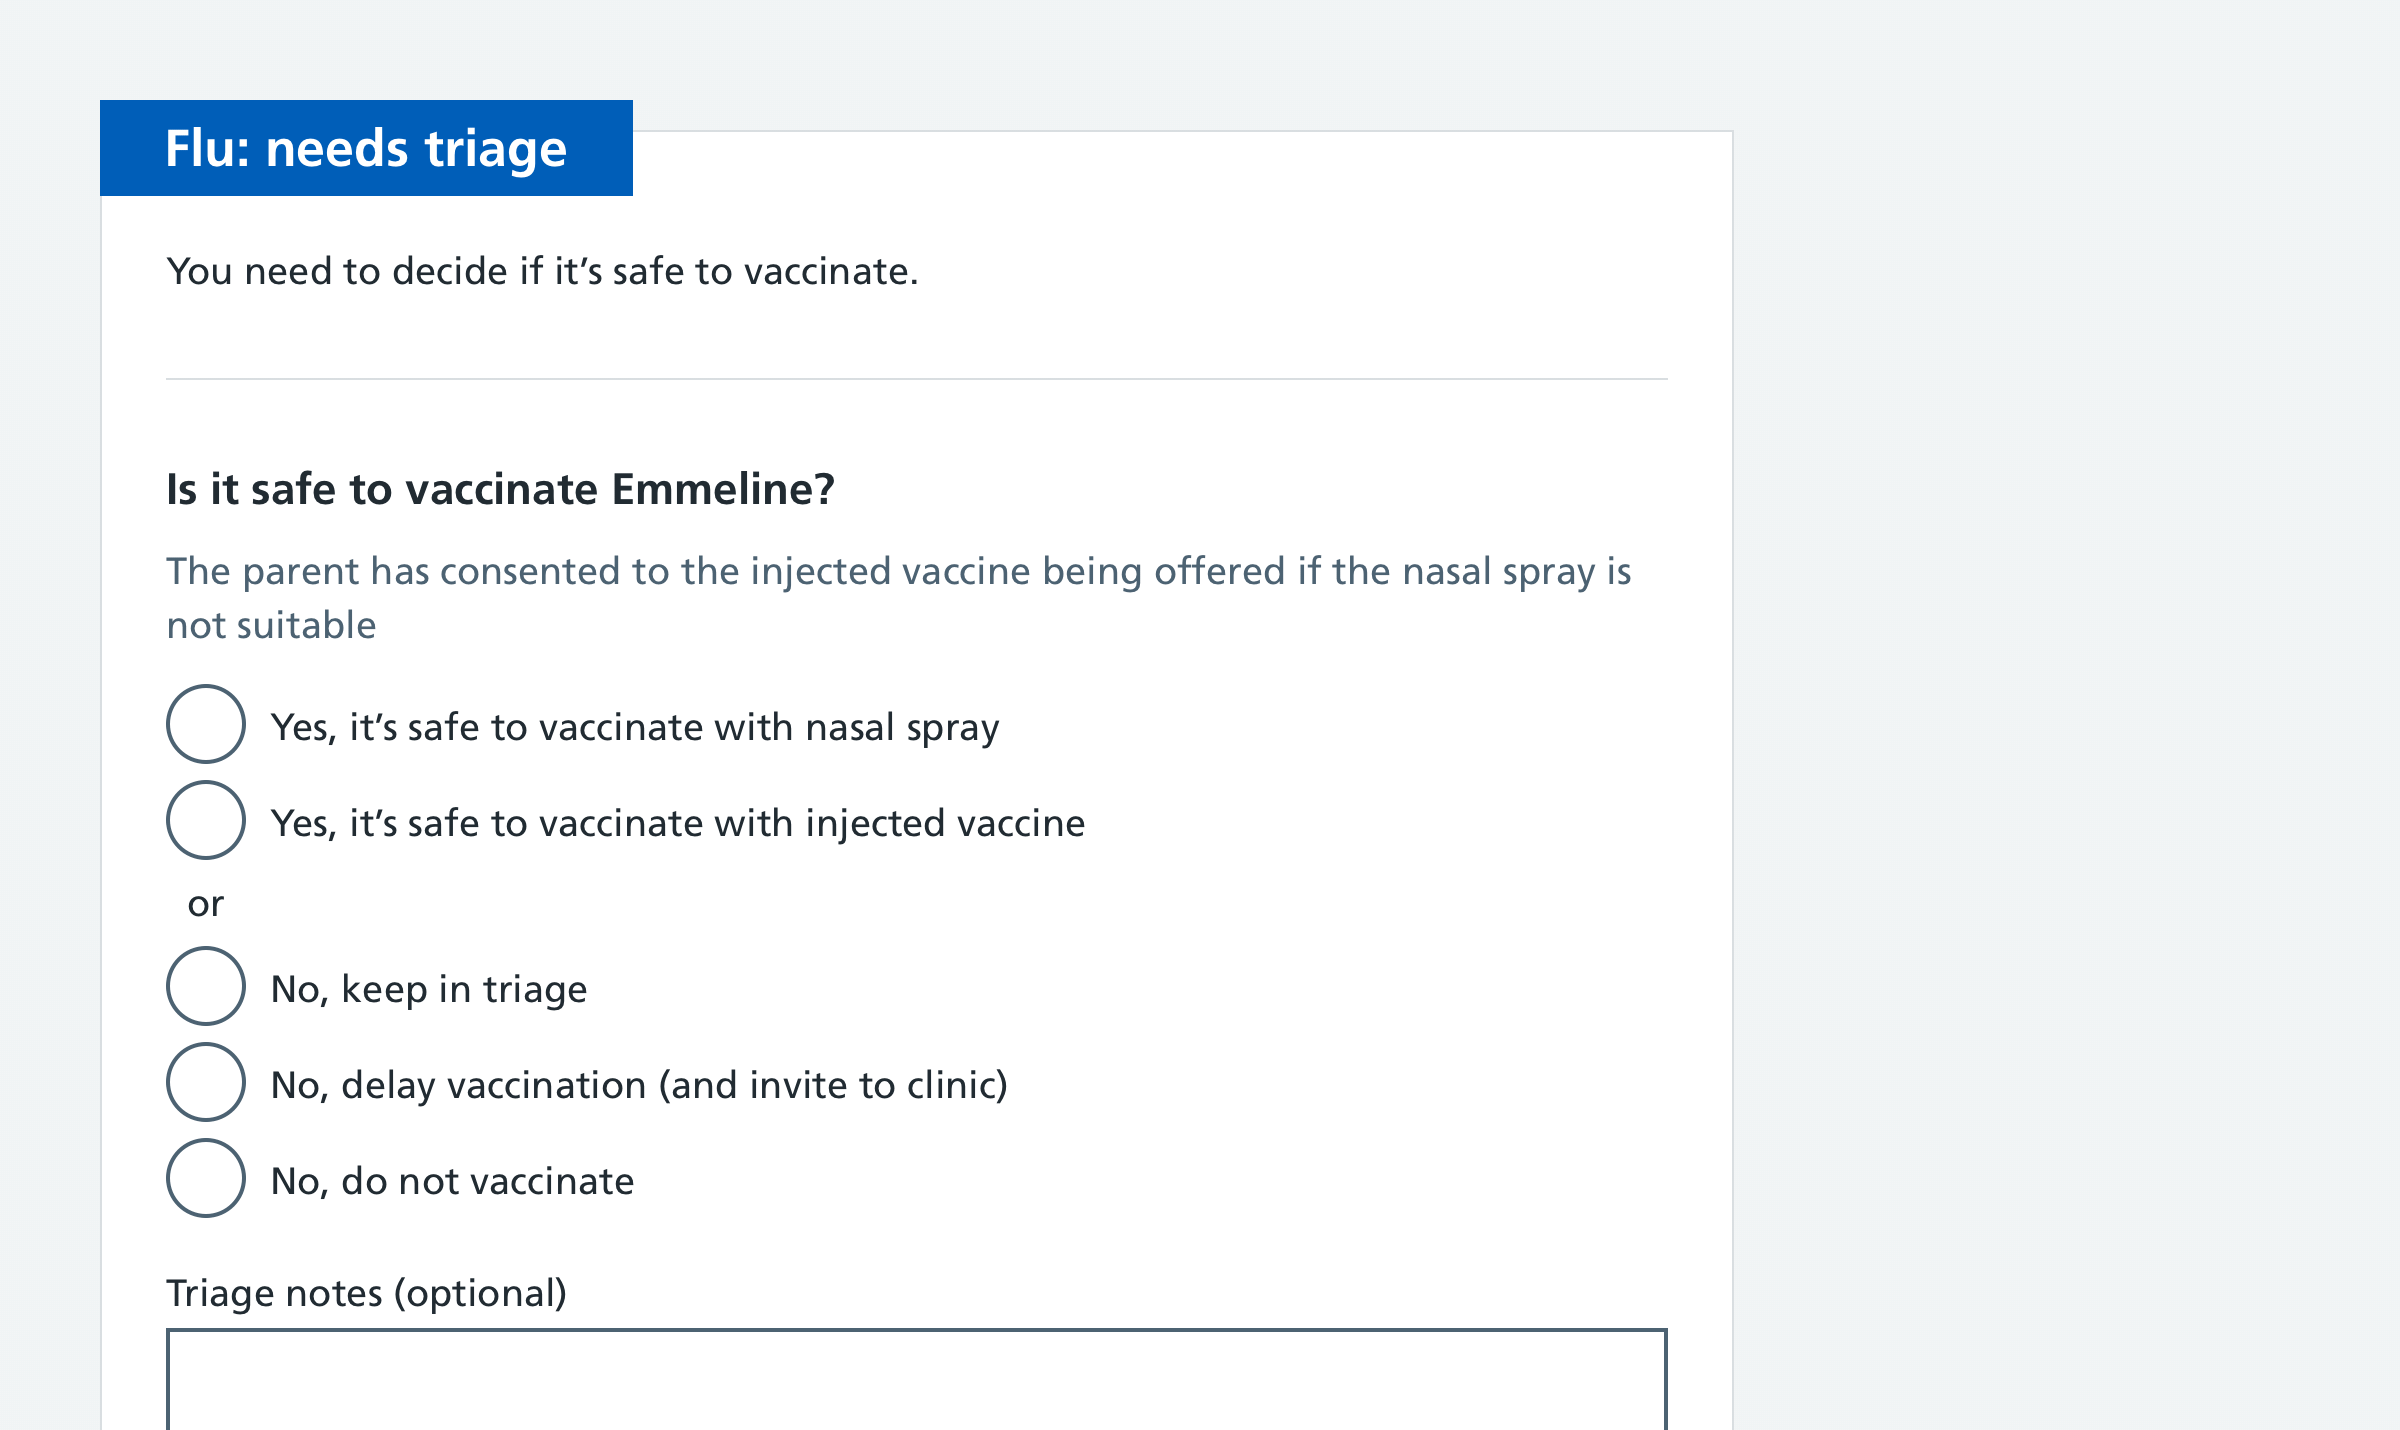 Flu: needs triage
You need to decide if it’s safe to vaccinate.
Is it safe to vaccinate Emmeline?
The parent has consented to the injected vaccine being offered if the nasal spray is
not suitable
Yes, it’s safe to vaccinate with nasal spray
Yes, it’s safe to vaccinate with injected vaccine
or
No, keep in triage
No, delay vaccination (and invite to clinic)
No, do not vaccinate
Triage notes (optional)